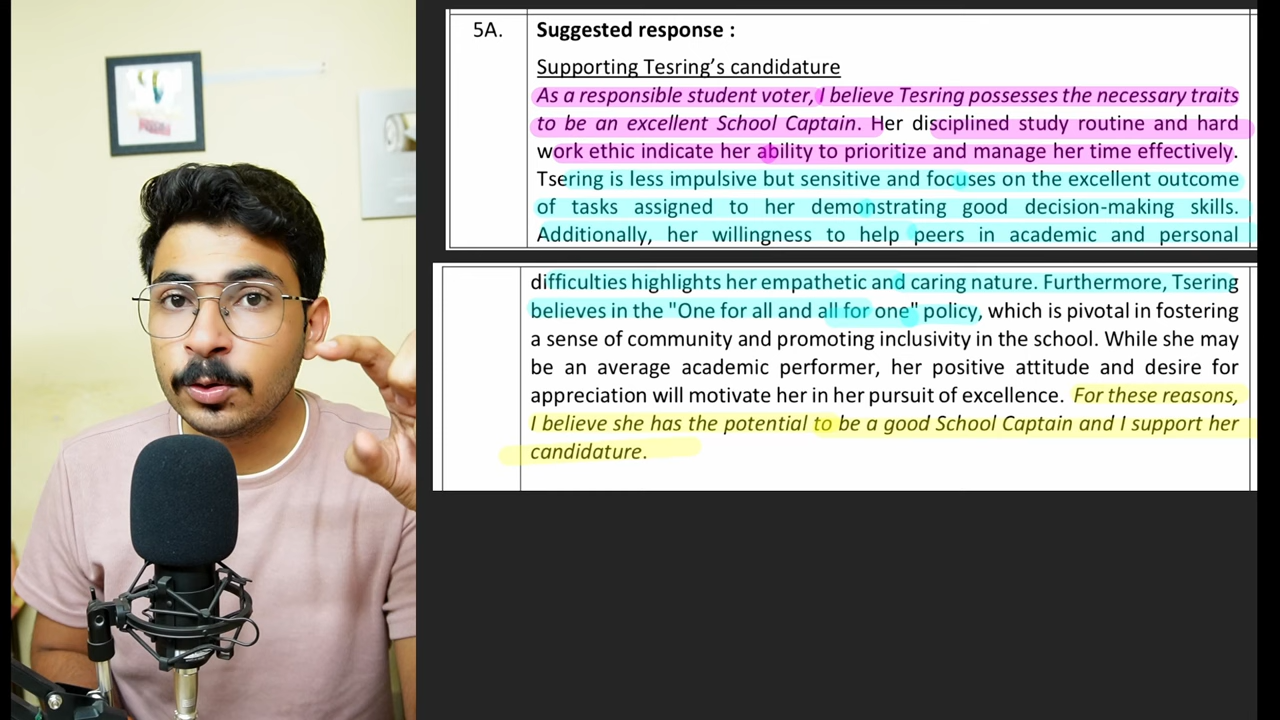 5A.
Suggested response :
Supporting Tesring's candidature
As a responsible student voter, I believe Tesring possesses the necessary traits
to be an excellent School Captain. Her disciplined study routine and hard
work ethic indicate her ability to prioritize and manage her time effectively.
Tsering is less impulsive but sensitive and focuses on the excellent outcome
of tasks assigned to her demonstrating good decision-making skills.
Additionally, her willingness to help peers in academic and personal
difficulties highlights her empathetic and caring nature. Furthermore, Tsering
believes in the "One for all and all for one" policy, which is pivotal in fostering
a sense of community and promoting inclusivity in the school. While she may
be an average academic performer, her positive attitude and desire for
appreciation will motivate her in her pursuit of excellence. For these reasons,
I believe she has the potential to be a good School Captain and I support her
candidature.